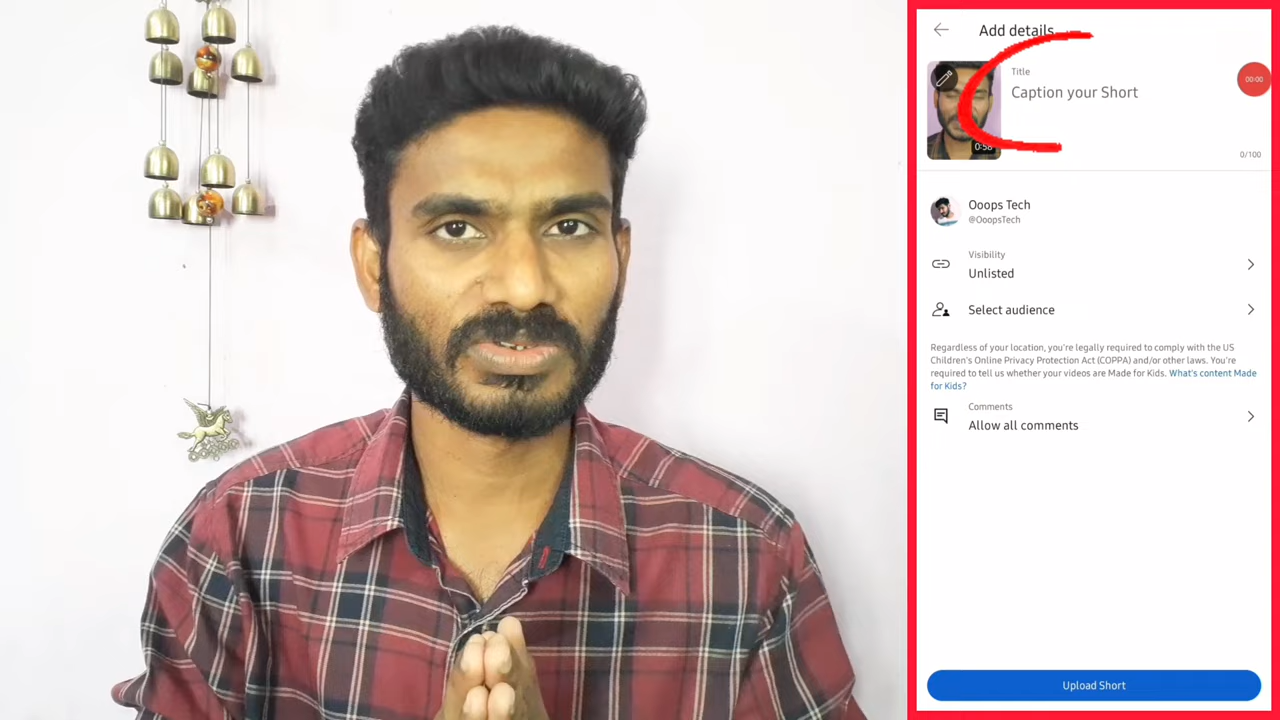 Add details
Title
Caption your Short
00:00
0:58
0/100
Ooops Tech
@OoopsTech
Visibility
Unlisted
Select audience
Regardless of your location, you're legally required to comply with the US
Children's Online Privacy Protection Act (COPPA) and/or other laws. You're
required to tell us whether your videos are Made for Kids. What's content Made
for Kids?
Comments
Allow all comments
Upload Short